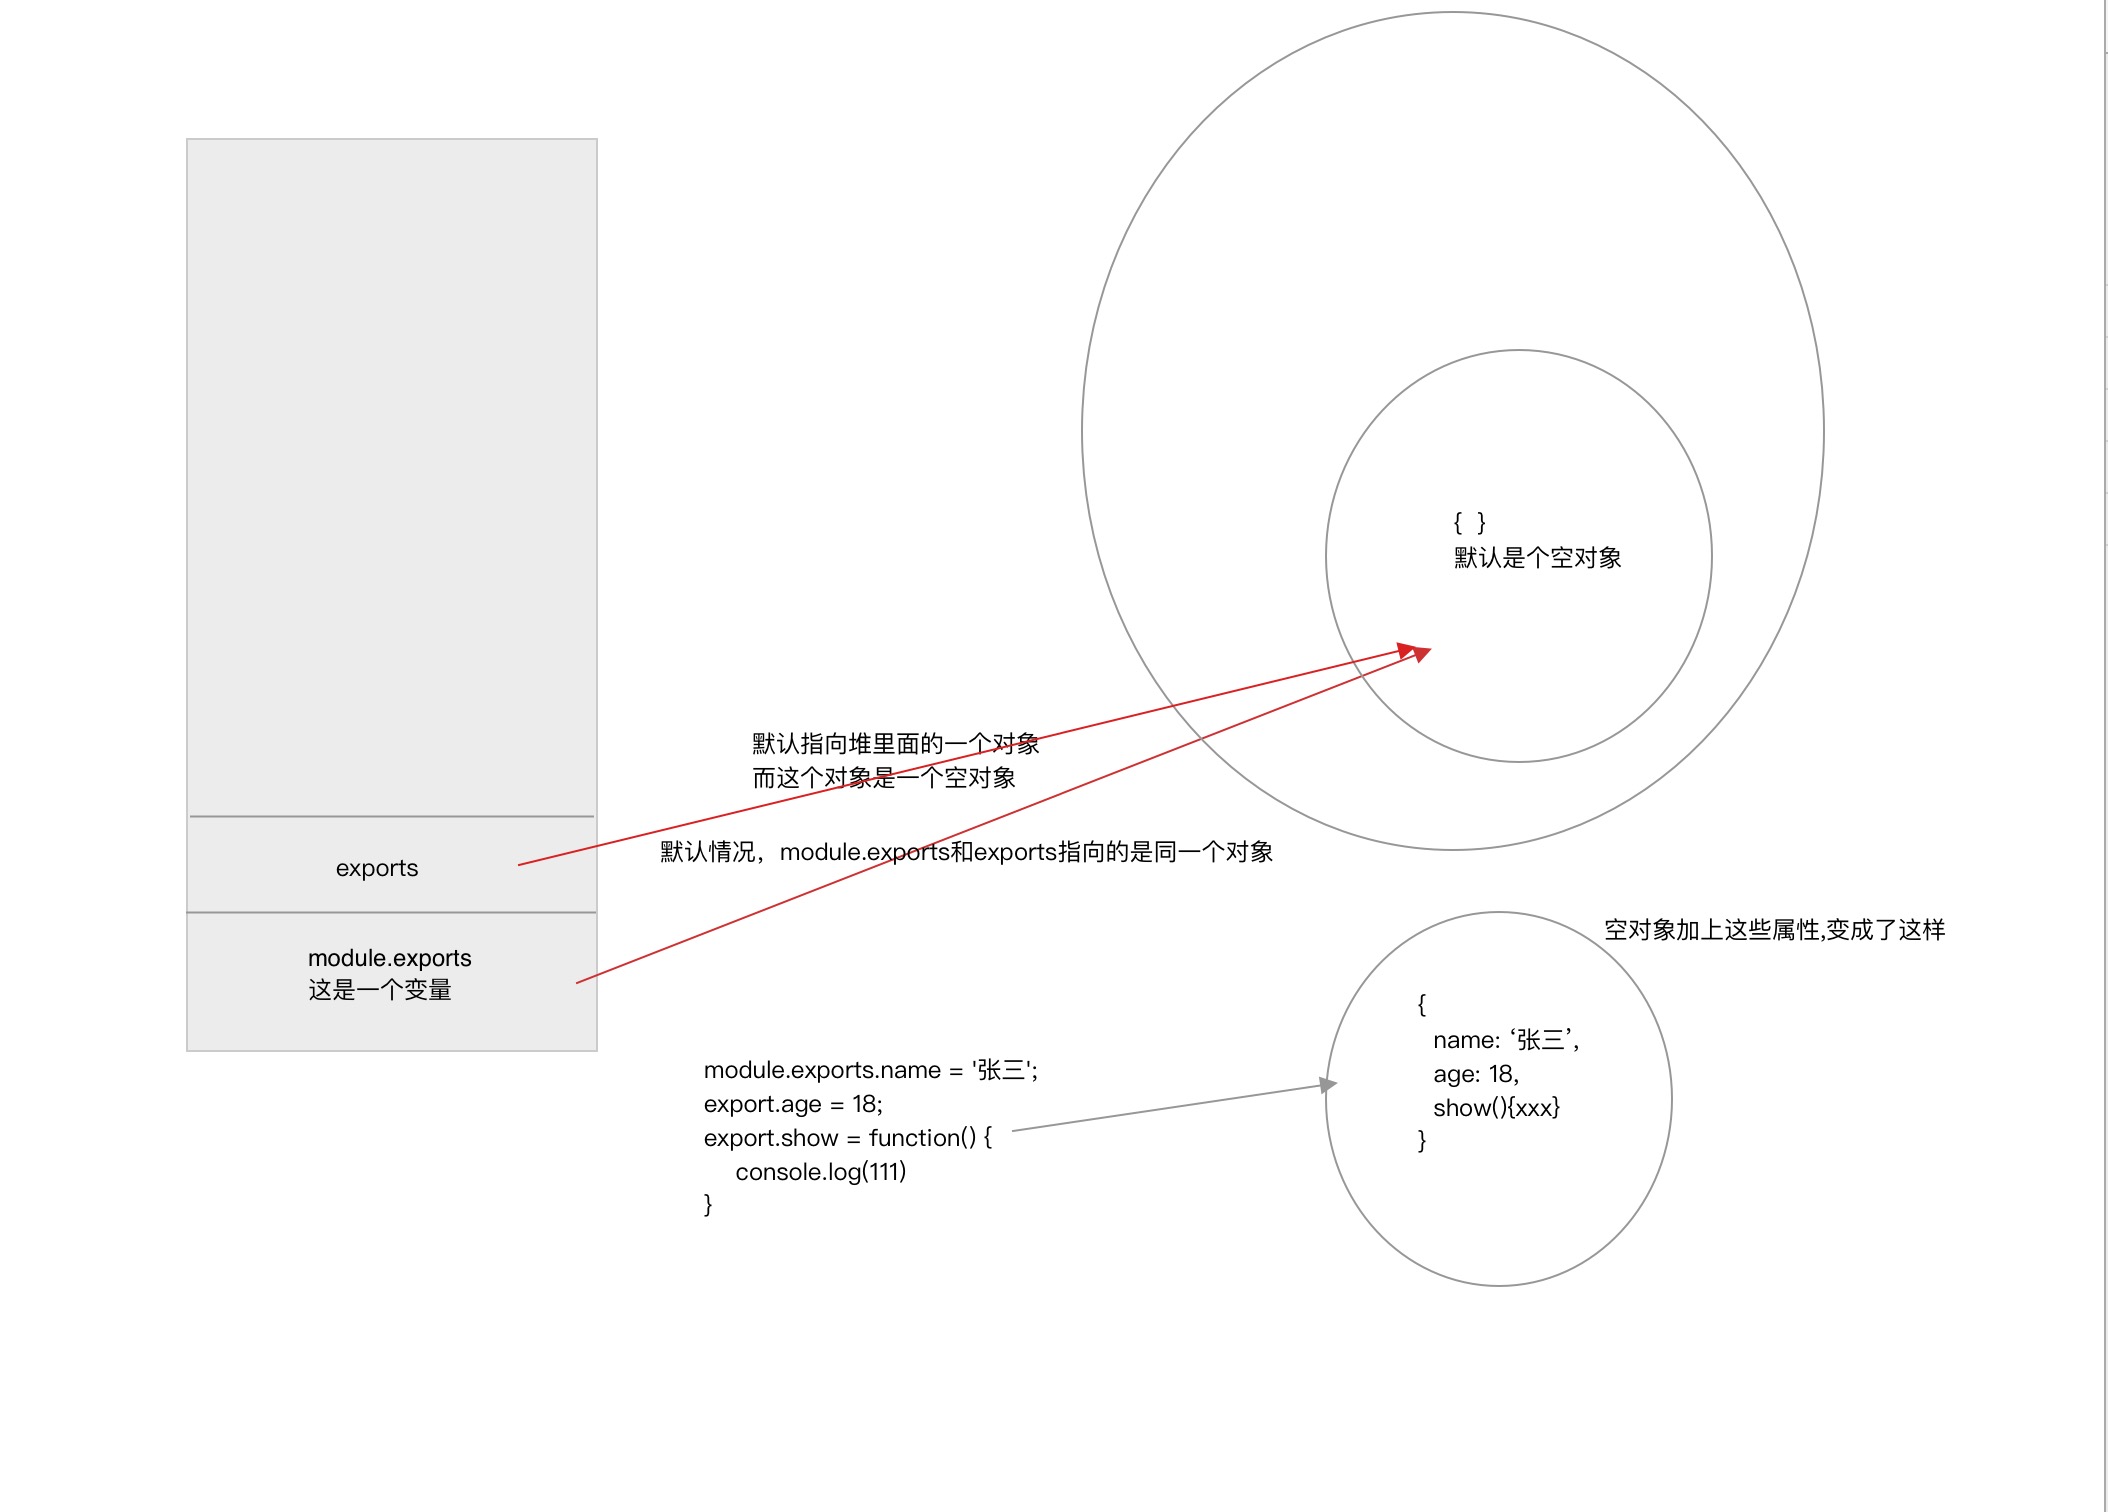 {  }
默认是个空对象
默认指向堆里面的一个对象
而这个对象是一个空对象
默认情况，module.exports和exports指向的是同一个对象
exports
module.exports
这是一个变量
空对象加上这些属性,变成了这样
module.exports.name = '张三';
export.age = 18;
export.show = function() {
console.log(111)
}
{
name: ‘张三’,
age: 18,
show(){xxx}
}